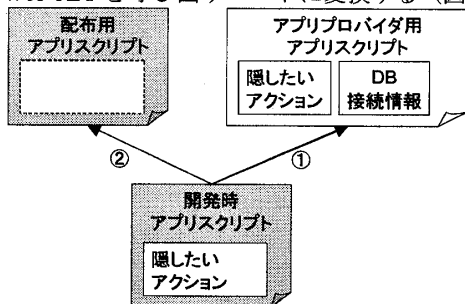 配布用
アプリスクリプト
アプリプロバイダ用
アプリスクリプト
隠したい
アクション
DB
接続情報
②
①
開発時
アプリスクリプト
隠したい
アクション